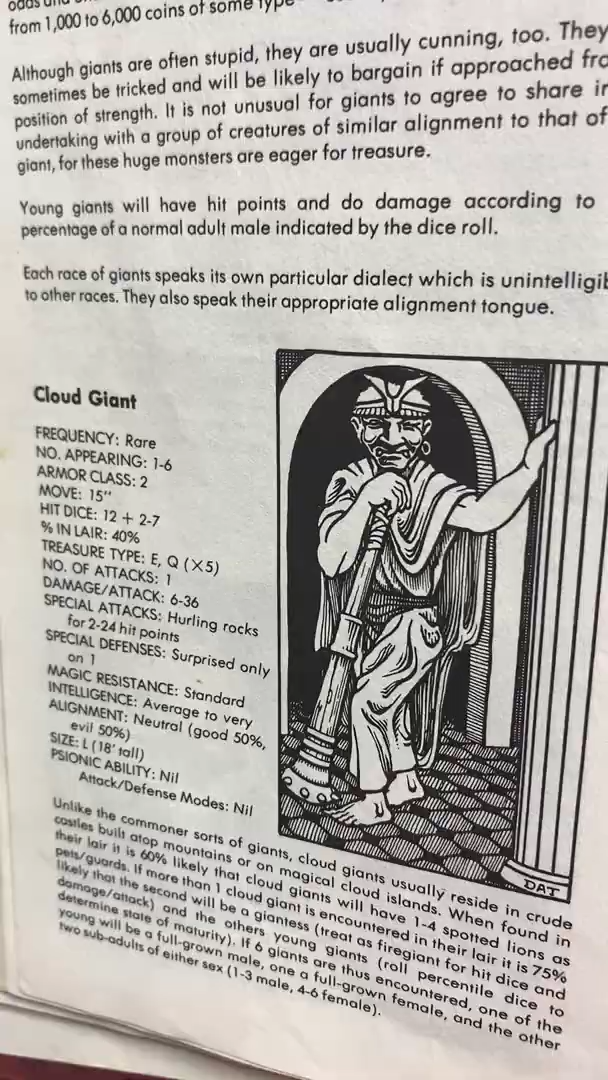 from 1,000 to 6,000 coins of some type
Although giants are often stupid, they are usually cunning, too. They
sometimes be tricked and will be likely to bargain if approached
position of strength. It is not unusual for giants to agree to share
undertaking with a group of creatures of similar alignment to that of
giant, for these huge monsters are eager for treasure.
Young giants will have hit points and do damage according to
percentage of a normal adult male indicated by the dice roll.
Each race of giants speaks its own particular dialect which is
to other races. They also speak their appropriate alignment tongue.
Cloud Giant
FREQUENCY: Rare
NO. APPEARING: 1-6
ARMOR CLASS: 2
MOVE: 15"
HIT DICE: 12 + 2-7
% IN LAIR: 40%
TREASURE TYPE: E, Q (X5)
NO. OF ATTACKS: 1
DAMAGE/ATTACK: 6-36
SPECIAL ATTACKS: Hurling rocks
for 2-24 hit points
SPECIAL DEFENSES: Surprised only
on 1
MAGIC RESISTANCE: Standard
INTELLIGENCE: Average to very
ALIGNMENT: Neutral (good 50%,
evil 50%)
SIZE: L (18' tall)
PSIONIC ABILITY: Nil
Attack/Defense Modes: Nil
DAT
Unlike the commoner sorts of giants, cloud giants usually reside in crude
castles built atop mountains or on magical cloud islands. When found in
their lair it is 60% likely that cloud giants will have 1-4 spotted lions as
pets/guards. If more than 1 cloud giant is encountered in their lair it is 75%
likely that the second will be a giantess (treat as firegiant for hit dice and
damage/attack) and the others young giants (roll percentile dice to
determine state of maturity). If 6 giants are thus encountered, one of the
young will be a full-grown male, one a full-grown female, and the other
two sub-adults of either sex (1-3 male, 4-6 female).